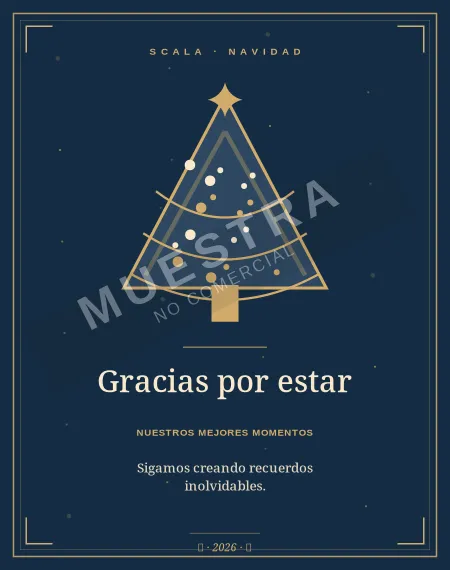 SCALA · NAVIDAD
MUESTRA
NO COMERCIAL
Gracias por estar
NUESTROS MEJORES MOMENTOS
Sigamos creando recuerdos
inolvidables.
▯ · 2026 · ▯